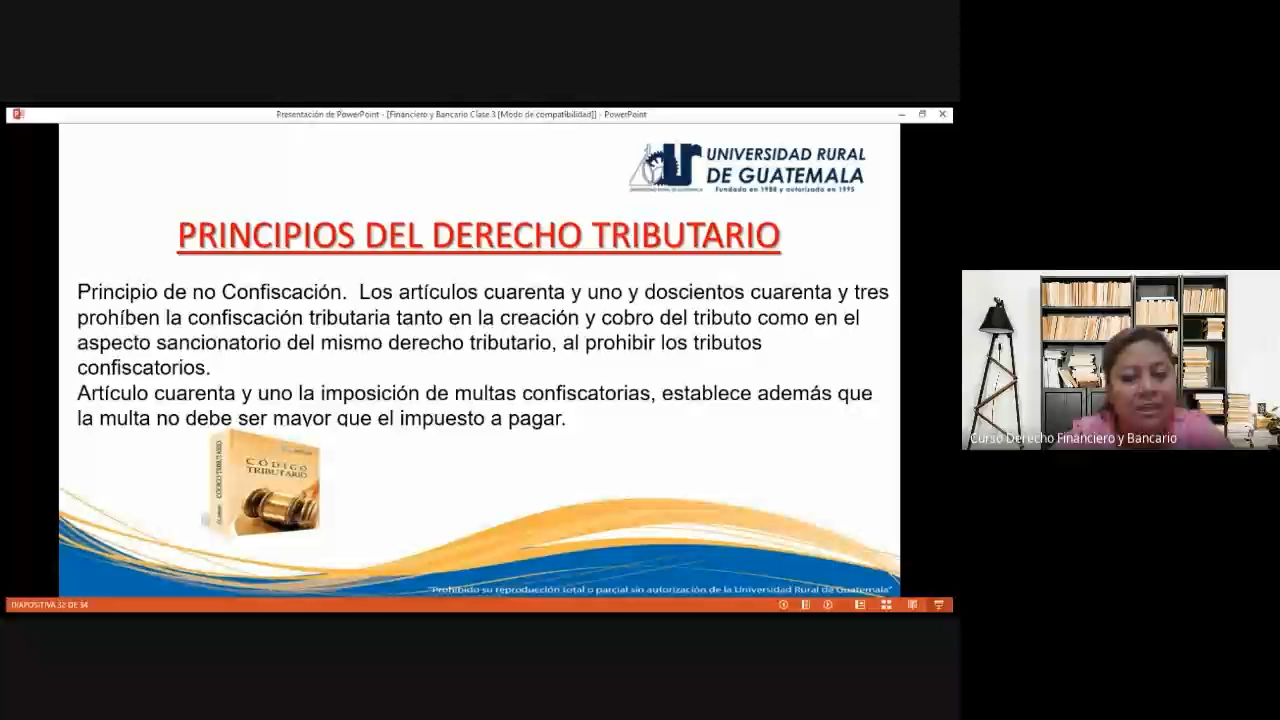 Presentación de PowerPoint - [Financiero y Bancario Clase 3 [Modo de compatibilidad]] - PowerPoint
UNIVERSIDAD RURAL
DE GUATEMALA
Fundada en 1988 y autorizada en 1995
PRINCIPIOS DEL DERECHO TRIBUTARIO
Principio de no Confiscación. Los artículos cuarenta y uno y doscientos cuarenta y tres
prohíben la confiscación tributaria tanto en la creación y cobro del tributo como en el
aspecto sancionatorio del mismo derecho tributario, al prohibir los tributos
confiscatorios.
Artículo cuarenta y uno la imposición de multas confiscatorias, establece además que
la multa no debe ser mayor que el impuesto a pagar.
CÓDIGO
TRIBUTARIO
CÓDIGO TRIBUTARIO
"Prohibido su reproducción total o parcial sin autorización de la Universidad Rural de Guatemala"
DIAPOSITIVA 32 DE 34
Curso Derecho Financiero y Bancario